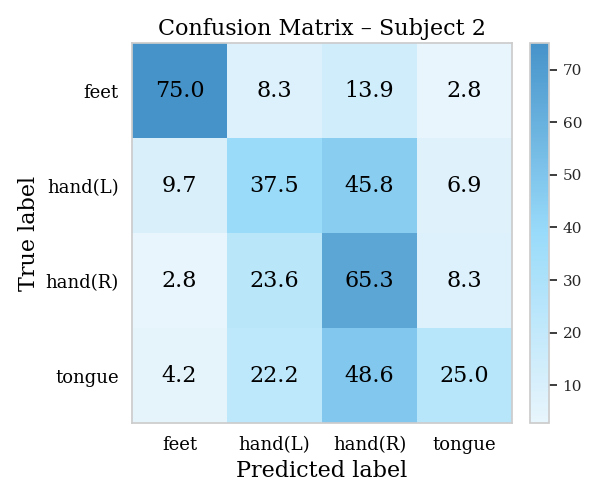 Confusion Matrix – Subject 2
feet 75.0 8.3 13.9 2.8
hand(L) 9.7 37.5 45.8 6.9
hand(R) 2.8 23.6 65.3 8.3
tongue 4.2 22.2 48.6 25.0
feet hand(L) hand(R) tongue
Predicted label
True label
70
60
50
40
30
20
10